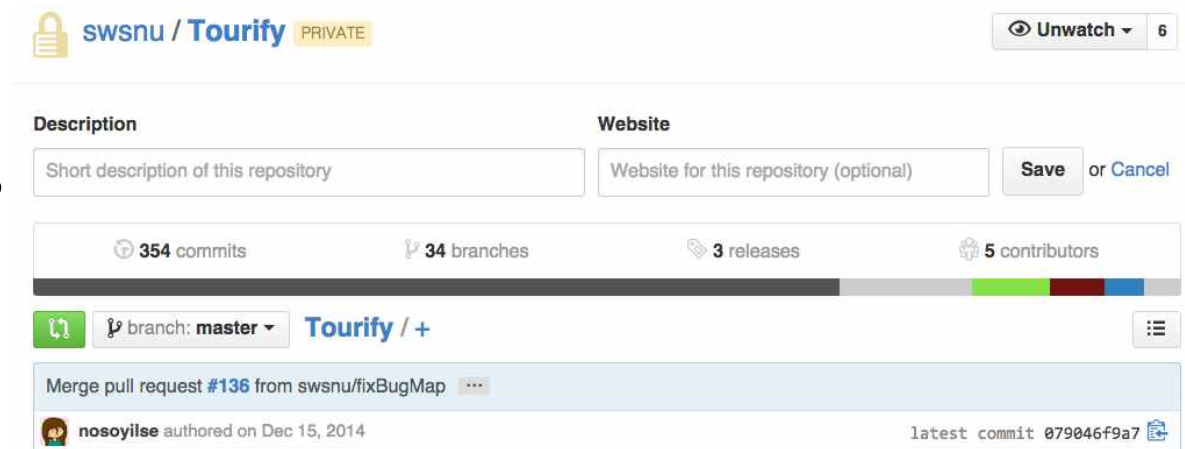 swsnu / Tourify PRIVATE
Unwatch 6
Description
Website
Short description of this repository
Website for this repository (optional)
Save or Cancel
354 commits
34 branches
3 releases
5 contributors
branch: master
Tourify / +
Merge pull request #136 from swsnu/fixBugMap ...
nosoyilse authored on Dec 15, 2014
latest commit 079046f9a7